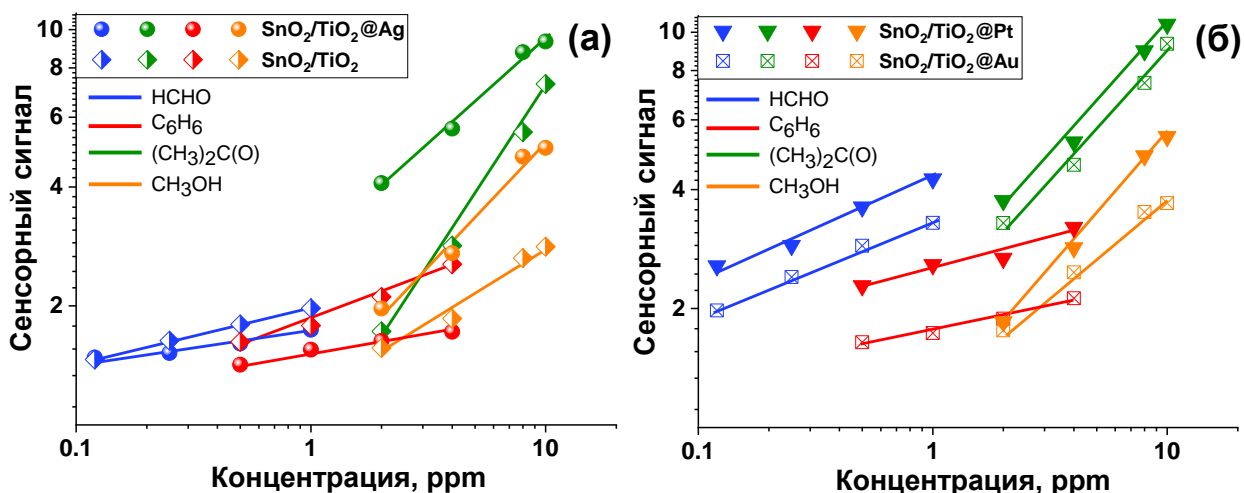 (а)
SnO2/TiO2@Ag
SnO2/TiO2
HCHO
C6H6
(CH3)2C(O)
CH3OH
Сенсорный сигнал
10
8
6
4
2
0.1
1
10
Концентрация, ppm
(б)
SnO2/TiO2@Pt
SnO2/TiO2@Au
HCHO
C6H6
(CH3)2C(O)
CH3OH
Сенсорный сигнал
10
8
6
4
2
0.1
1
10
Концентрация, ppm